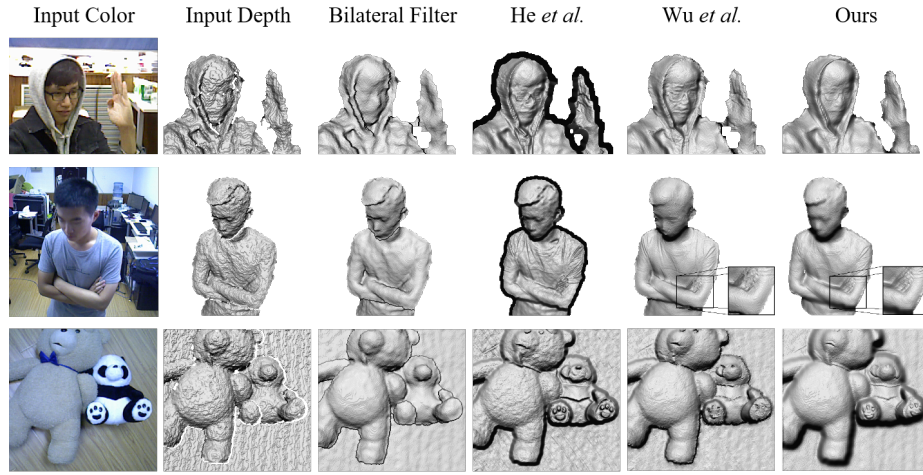 Input Color Input Depth Bilateral Filter He et al. Wu et al. Ours